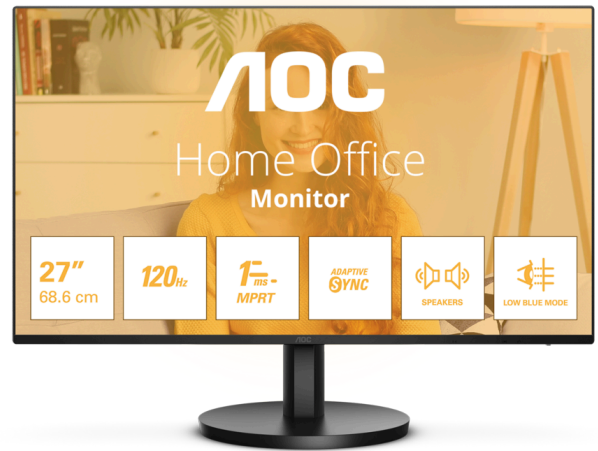 AOC
Home Office
Monitor
27"
68.6 cm
120Hz
1ms
MPRT
ADAPTIVE
SYNC
SPEAKERS
LOW BLUE MODE
AOC